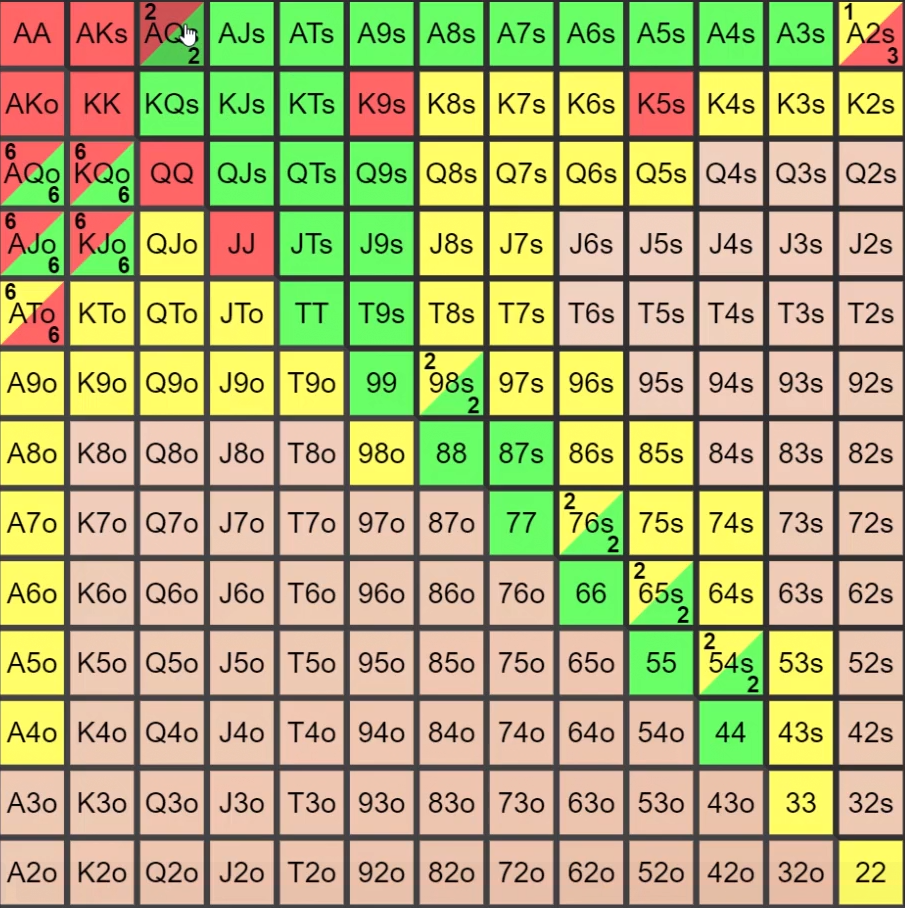 2 1
AA AKs AQs AJs ATs A9s A8s A7s A6s A5s A4s A3s A2s
2 3
AKo KK KQs KJs KTs K9s K8s K7s K6s K5s K4s K3s K2s
6 6
AQo KQo QQ QJs QTs Q9s Q8s Q7s Q6s Q5s Q4s Q3s Q2s
6 6
6 6
AJo KJo QJo JJ JTs J9s J8s J7s J6s J5s J4s J3s J2s
6 6
6
ATo KTo QTo JTo TT T9s T8s T7s T6s T5s T4s T3s T2s
6
2
A9o K9o Q9o J9o T9o 99 98s 97s 96s 95s 94s 93s 92s
2
A8o K8o Q8o J8o T8o 98o 88 87s 86s 85s 84s 83s 82s
2
A7o K7o Q7o J7o T7o 97o 87o 77 76s 75s 74s 73s 72s
2
2
A6o K6o Q6o J6o T6o 96o 86o 76o 66 65s 64s 63s 62s
2
2
A5o K5o Q5o J5o T5o 95o 85o 75o 65o 55 54s 53s 52s
2
A4o K4o Q4o J4o T4o 94o 84o 74o 64o 54o 44 43s 42s
A3o K3o Q3o J3o T3o 93o 83o 73o 63o 53o 43o 33 32s
A2o K2o Q2o J2o T2o 92o 82o 72o 62o 52o 42o 32o 22